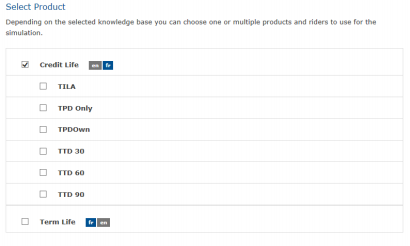 Select Product
Depending on the selected knowledge base you can choose one or multiple products and riders to use for the
simulation.
Credit Life en fr
TILA
TPD Only
TPDOwn
TTD 30
TTD 60
TTD 90
Term Life fr en